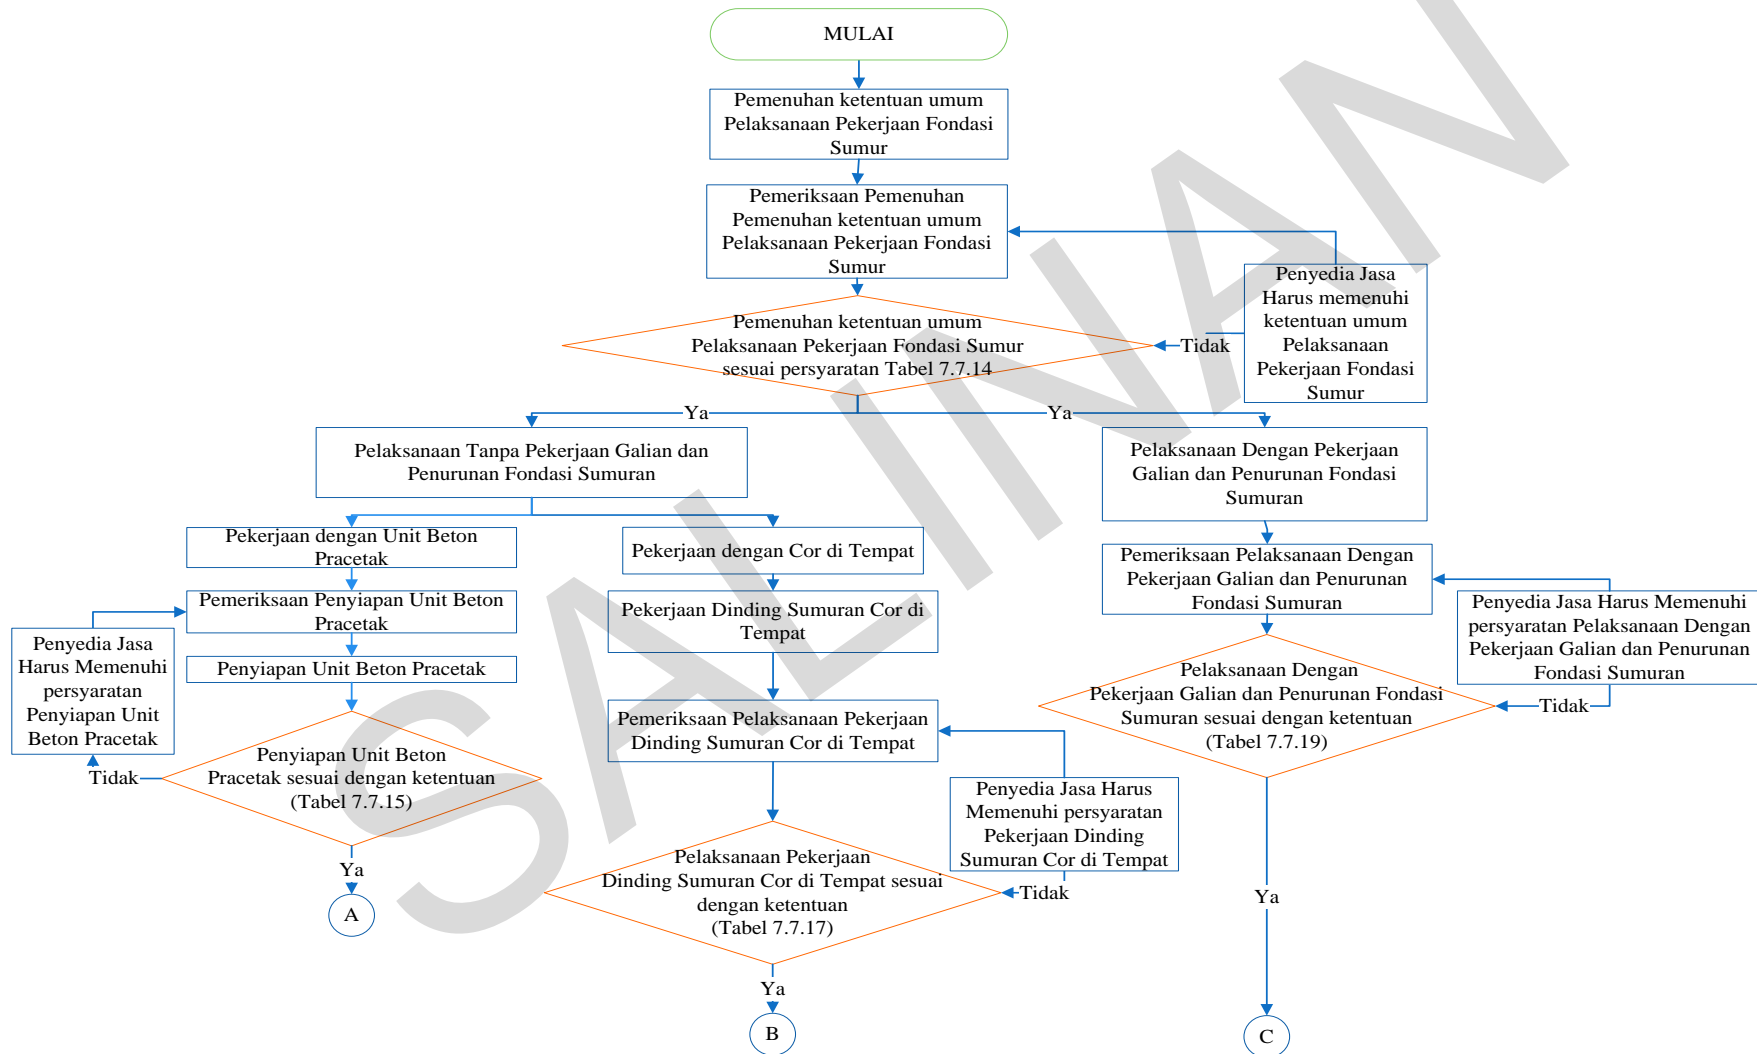 MULAI
Pemenuhan ketentuan umum
Pelaksanaan Pekerjaan Fondasi
Sumur
Pemeriksaan Pemenuhan
Pemenuhan ketentuan umum
Pelaksanaan Pekerjaan Fondasi
Sumur
Penyedia Jasa
Harus memenuhi
ketentuan umum
Pelaksanaan
Pekerjaan Fondasi
Sumur
Pemenuhan ketentuan umum
Pelaksanaan Pekerjaan Fondasi Sumur
sesuai persyaratan Tabel 7.7.14
Tidak
Ya
Ya
Pelaksanaan Tanpa Pekerjaan Galian dan
Penurunan Fondasi Sumuran
Pelaksanaan Dengan Pekerjaan
Galian dan Penurunan Fondasi
Sumuran
Pekerjaan dengan Unit Beton
Pracetak
Pekerjaan dengan Cor di Tempat
Pemeriksaan Pelaksanaan Dengan
Pekerjaan Galian dan Penurunan
Fondasi Sumuran
Pemeriksaan Penyiapan Unit Beton
Pracetak
Pekerjaan Dinding Sumuran Cor di
Tempat
Penyedia Jasa Harus Memenuhi
persyaratan Pelaksanaan Dengan
Pekerjaan Galian dan Penurunan
Fondasi Sumuran
Penyedia Jasa
Harus Memenuhi
persyaratan
Penyiapan Unit
Beton Pracetak
Penyiapan Unit Beton Pracetak
Pelaksanaan Dengan
Pekerjaan Galian dan Penurunan Fondasi
Sumuran sesuai dengan ketentuan
(Tabel 7.7.19)
Tidak
Pemeriksaan Pelaksanaan Pekerjaan
Dinding Sumuran Cor di Tempat
Penyiapan Unit Beton
Pracetak sesuai dengan ketentuan
(Tabel 7.7.15)
Tidak
Penyedia Jasa Harus
Memenuhi persyaratan
Pekerjaan Dinding
Sumuran Cor di Tempat
Pelaksanaan Pekerjaan
Dinding Sumuran Cor di Tempat sesuai
dengan ketentuan
(Tabel 7.7.17)
Tidak
Ya
A
Ya
Ya
B
C
SALINAN